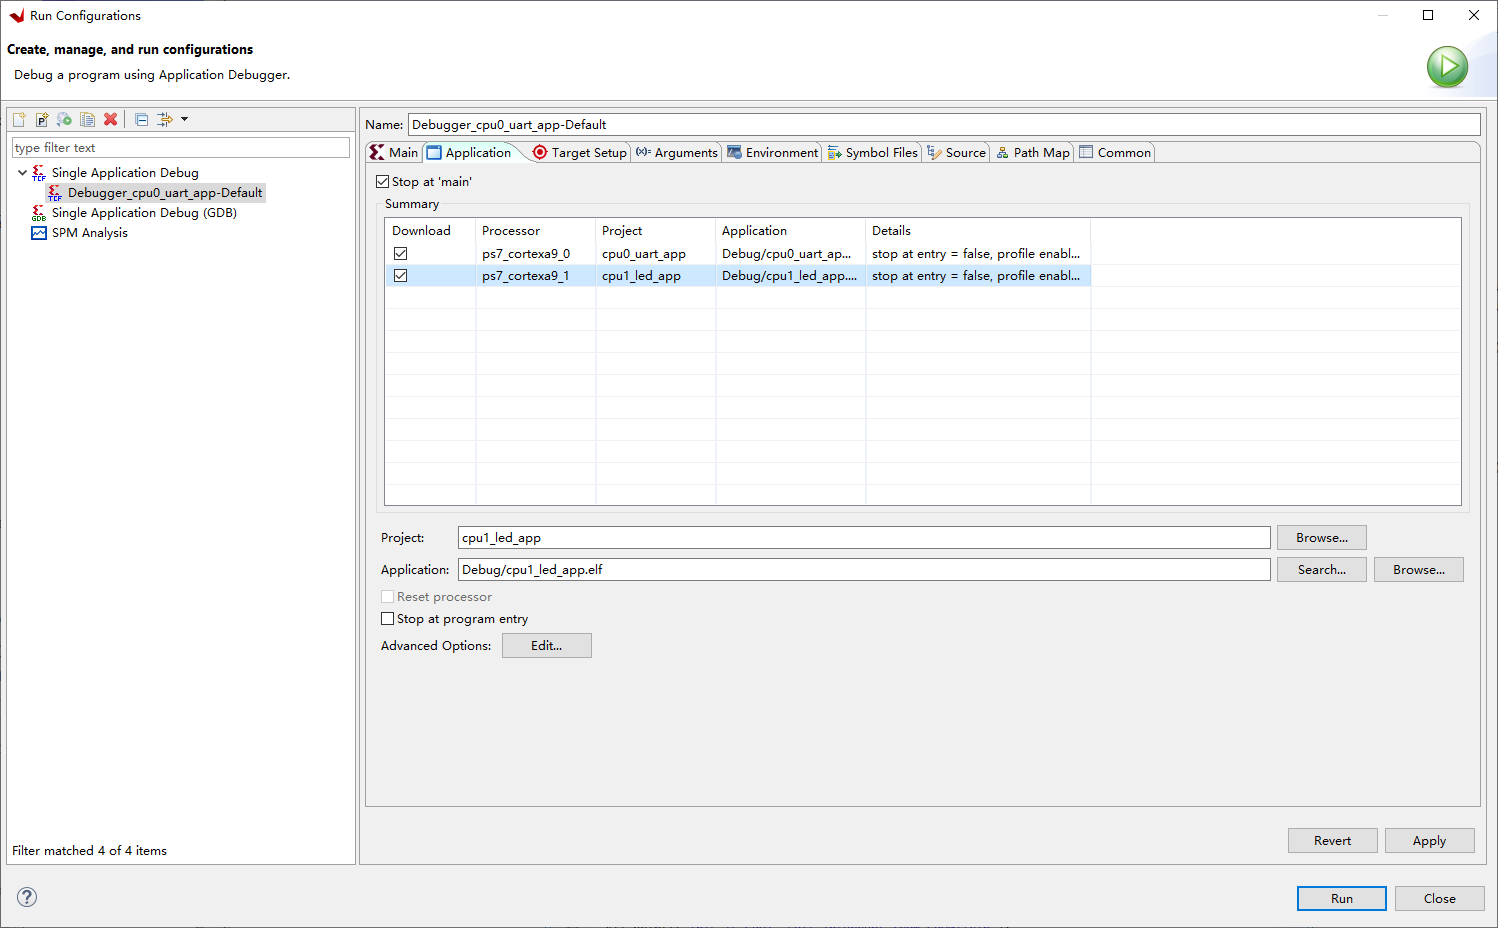 Run Configurations
Create, manage, and run configurations
Debug a program using Application Debugger.
type filter text
Single Application Debug
Debugger_cpu0_uart_app-Default
Single Application Debug (GDB)
SPM Analysis
Filter matched 4 of 4 items
Name: Debugger_cpu0_uart_app-Default
Main Application Target Setup Arguments Environment Symbol Files Source Path Map Common
Stop at 'main'
Summary
Download Processor Project Application Details
ps7_cortexa9_0 cpu0_uart_app Debug/cpu0_uart_ap... stop at entry = false, profile enabl...
ps7_cortexa9_1 cpu1_led_app Debug/cpu1_led_app.... stop at entry = false, profile enabl...
Project: cpu1_led_app Browse...
Application: Debug/cpu1_led_app.elf Search... Browse...
Reset processor
Stop at program entry
Advanced Options: Edit...
Revert Apply
Run Close